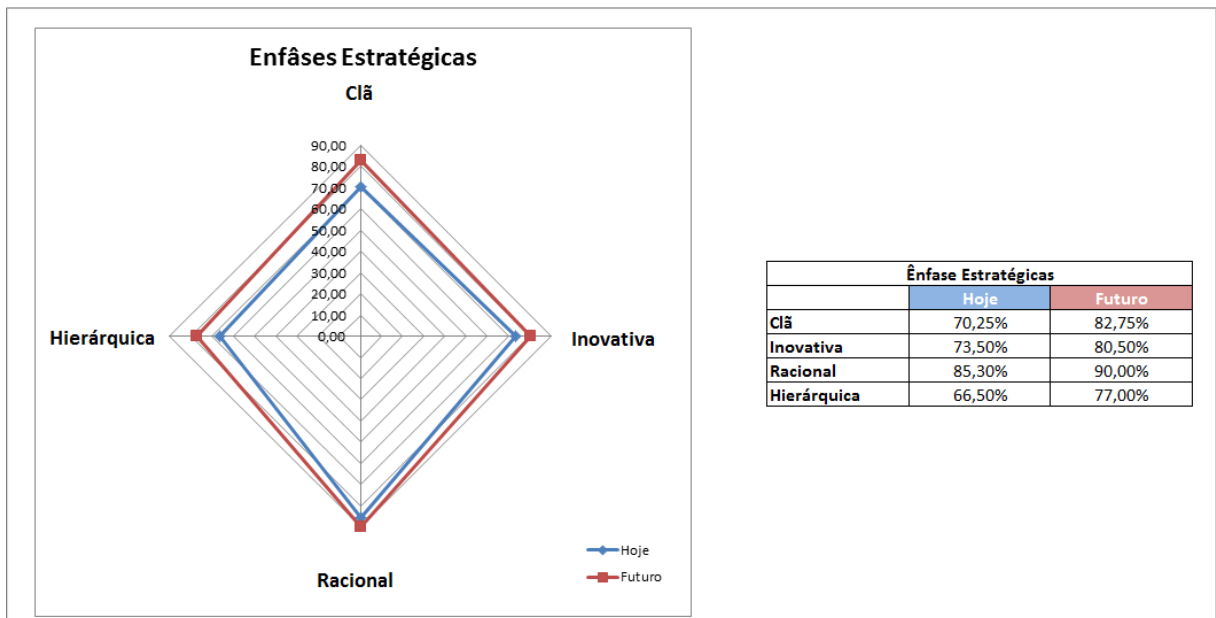 Enfâses Estratégicas
Clã
90,00
80,00
70,00
60,00
50,00
40,00
30,00
20,00
10,00
0,00
Hierárquica
Inovativa
Racional
Hoje
Futuro
Ênfase Estratégicas
Hoje Futuro
Clã 70,25% 82,75%
Inovativa 73,50% 80,50%
Racional 85,30% 90,00%
Hierárquica 66,50% 77,00%